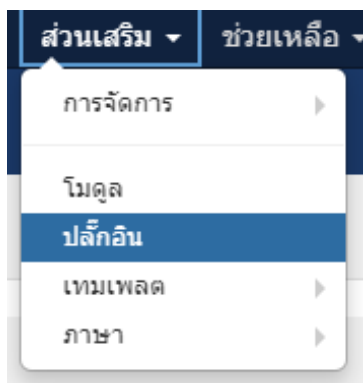 ส่วนเสริม ช่วยเหลือ
การจัดการ
โมดูล
ปลั๊กอิน
เทมเพลต
ภาษา